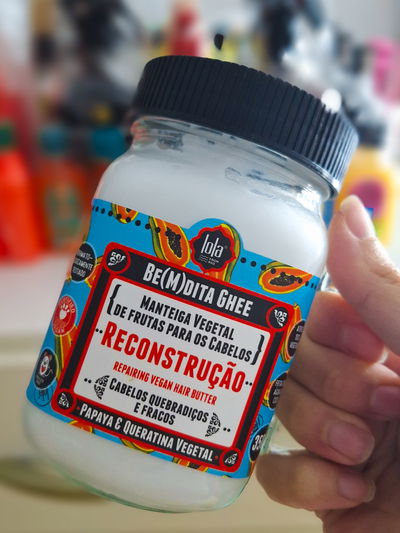 lola
BE(M)DITA GHEE
MANTEIGA VEGETAL
DE FRUTAS PARA OS CABELOS
RECONSTRUÇÃO
REPAIRING VEGAN HAIR BUTTER
CABELOS QUEBRADIÇOS
E FRACOS
PAPAYA & QUERATINA VEGETAL